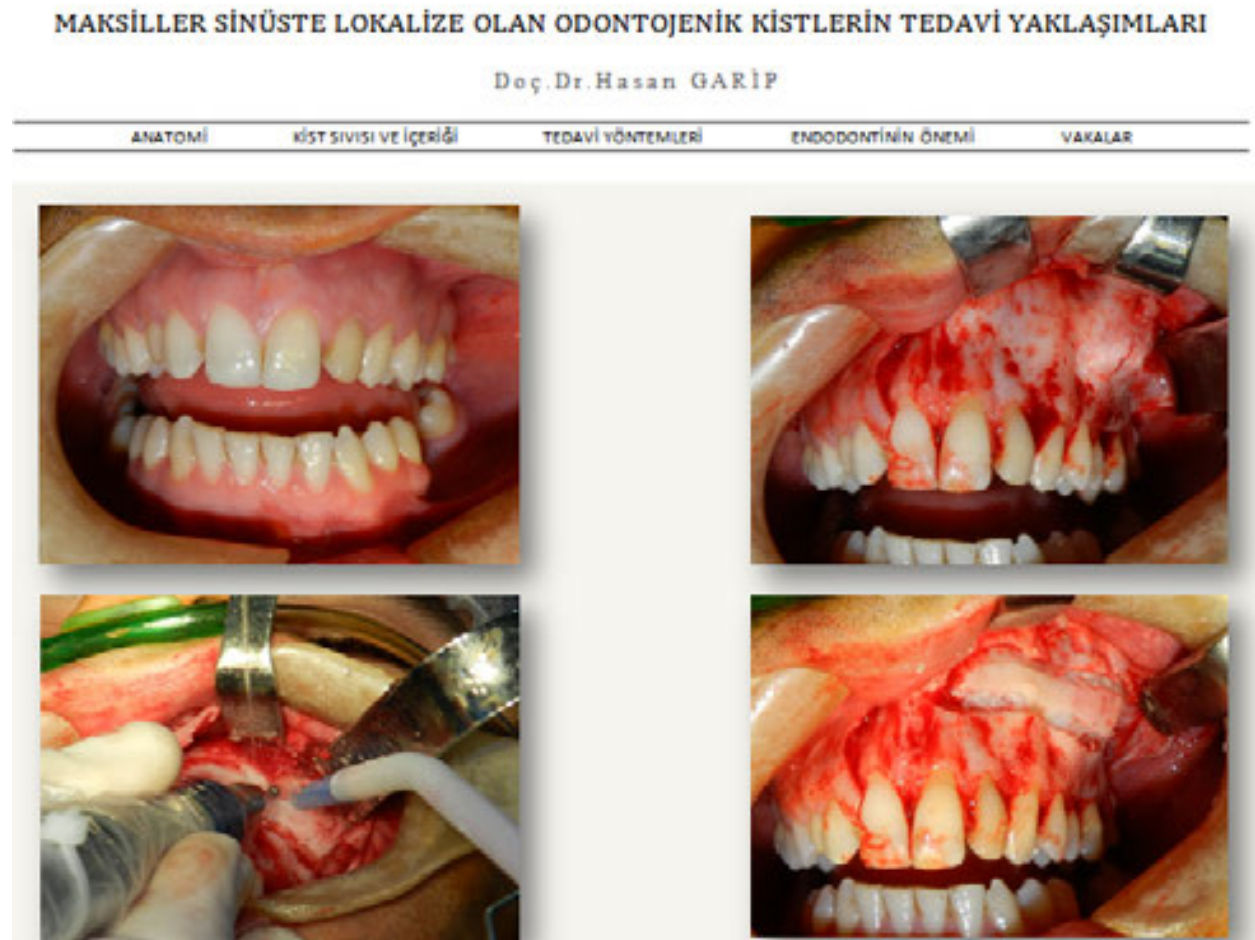 MAKSİLLER SİNÜSTE LOKALİZE OLAN ODONTOJENİK KİSTLERİN TEDAVİ YAKLAŞIMLARI
Doç.Dr.Hasan GARİP
ANATOMİ KİST SIVISI VE İÇERİĞİ TEDAVİ YÖNTEMLERİ ENDODONTİNİN ÖNEMİ VAKALAR